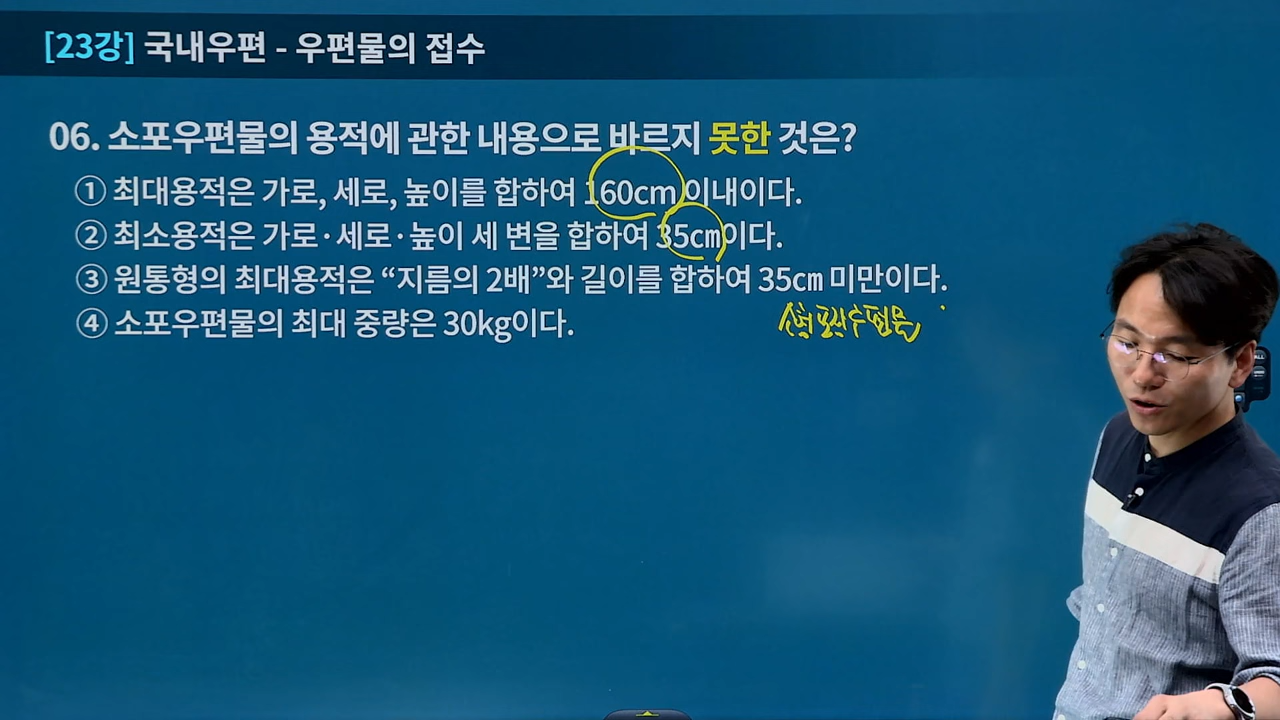 [23강] 국내우편 - 우편물의 접수
06. 소포우편물의 용적에 관한 내용으로 바르지 못한 것은?
① 최대용적은 가로, 세로, 높이를 합하여 160cm 이내이다.
② 최소용적은 가로·세로·높이 세 변을 합하여 35cm이다.
③ 원통형의 최대용적은 “지름의 2배”와 길이를 합하여 35cm 미만이다.
④ 소포우편물의 최대 중량은 30kg이다.